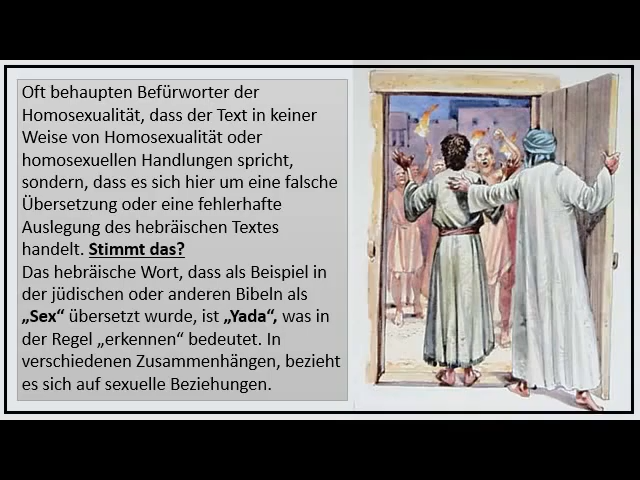 Oft behaupten Befürworter der
Homosexualität, dass der Text in keiner
Weise von Homosexualität oder
homosexuellen Handlungen spricht,
sondern, dass es sich hier um eine falsche
Übersetzung oder eine fehlerhafte
Auslegung des hebräischen Textes
handelt. Stimmt das?
Das hebräische Wort, dass als Beispiel in
der jüdischen oder anderen Bibeln als
„Sex“ übersetzt wurde, ist „Yada“, was in
der Regel „erkennen“ bedeutet. In
verschiedenen Zusammenhängen, bezieht
es sich auf sexuelle Beziehungen.